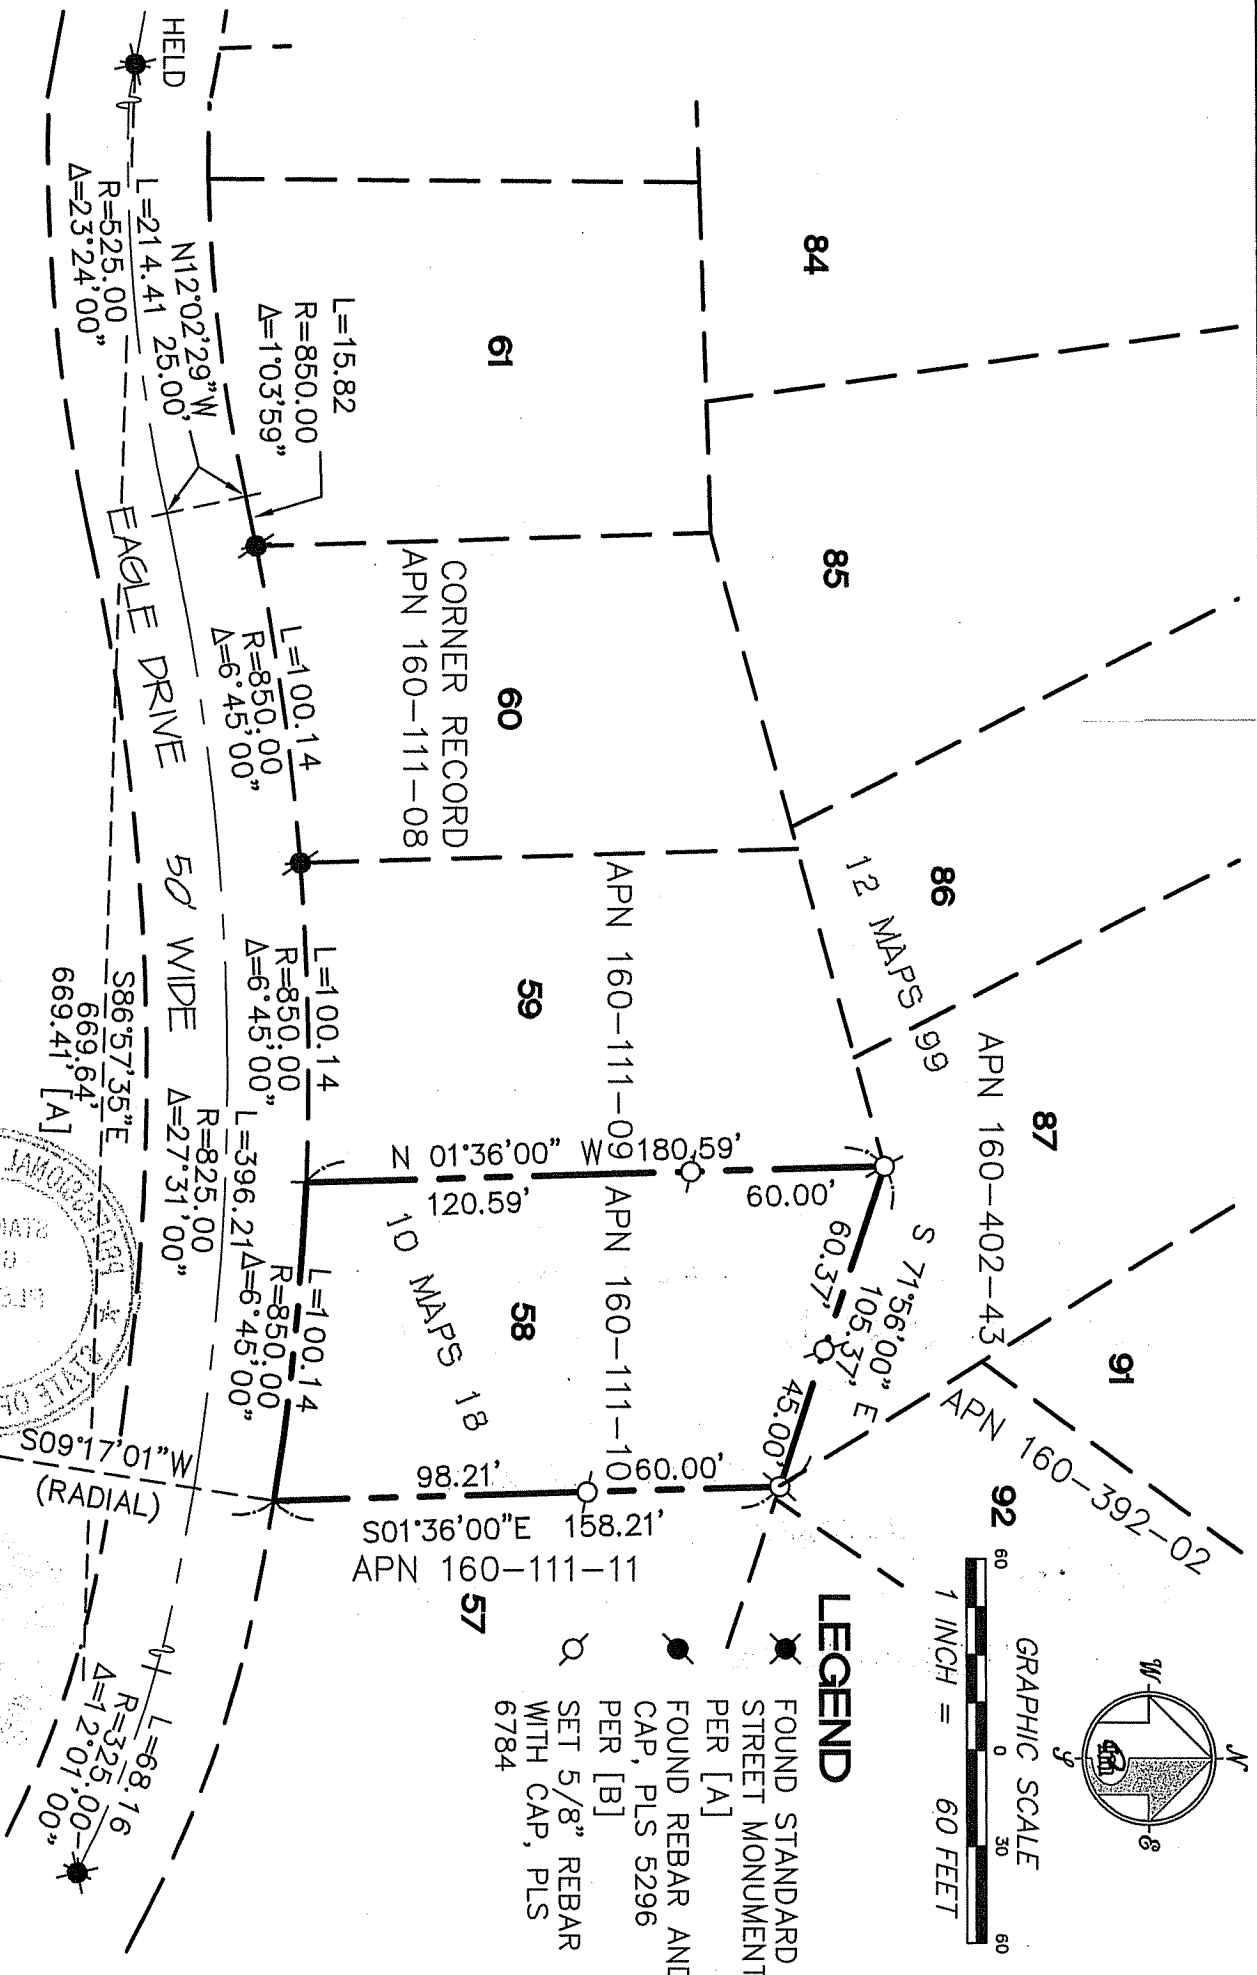 HELD
84
61
L=15.82
R=850.00
Δ=1°03'59"
N12°02'29"W
25.00'
L=214.41
R=525.00
Δ=23°24'00"
85
60
CORNER RECORD
APN 160-111-08
L=100.14
R=850.00
Δ=6°45'00"
EAGLE DRIVE 50' WIDE
86
12 MAPS 99
59
APN 160-111-09
L=100.14
R=850.00
Δ=6°45'00"
S86°57'35"E
669.64'
669.41' [A]
L=396.21
R=825.00
Δ=27°31'00"
87
APN 160-402-43
N 01°36'00" W 180.59'
120.59'
60.00'
S 71°56'00" E
105.37'
60.37'
45.00'
91
APN 160-392-02
92
58
APN 160-111-10
10 MAPS 18
L=100.14
R=850.00
Δ=6°45'00"
98.21'
60.00'
S01°36'00"E 158.21'
APN 160-111-11
57
S09°17'01"W
(RADIAL)
L=68.16
R=325.00
Δ=12°01'00"
N
W
E
S
GRAPHIC SCALE
60 0 30 60
1 INCH = 60 FEET
LEGEND
FOUND STANDARD
STREET MONUMENT
PER [A]
FOUND REBAR AND
CAP, PLS 5296
PER [B]
SET 5/8" REBAR
WITH CAP, PLS
6784
PROFESSIONAL
STATE OF